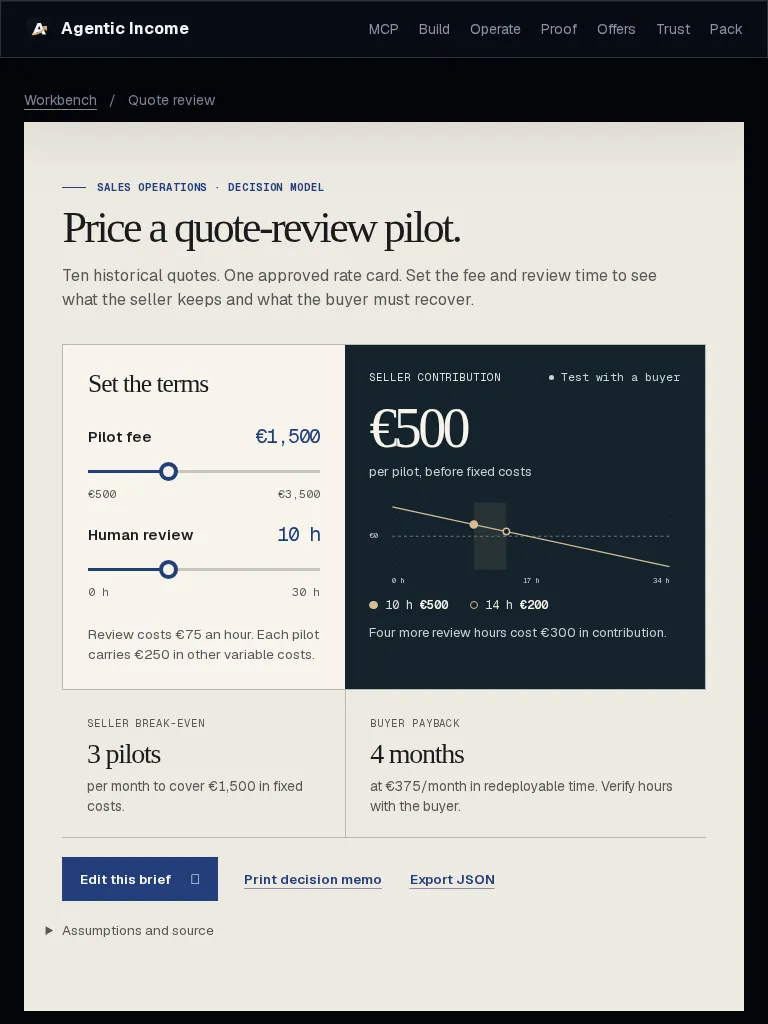 Agentic Income
MCP Build Operate Proof Offers Trust Pack
Workbench / Quote review
SALES OPERATIONS · DECISION MODEL
Price a quote-review pilot.
Ten historical quotes. One approved rate card. Set the fee and review time to see
what the seller keeps and what the buyer must recover.
Set the terms
Pilot fee €1,500
€500 €3,500
Human review 10 h
0 h 30 h
Review costs €75 an hour. Each pilot
carries €250 in other variable costs.
SELLER CONTRIBUTION ● Test with a buyer
€500
per pilot, before fixed costs
€0
0 h 17 h 34 h
10 h €500 14 h €200
Four more review hours cost €300 in contribution.
SELLER BREAK-EVEN
3 pilots
per month to cover €1,500 in fixed
costs.
BUYER PAYBACK
4 months
at €375/month in redeployable time. Verify hours
with the buyer.
Edit this brief
Print decision memo
Export JSON
Assumptions and source